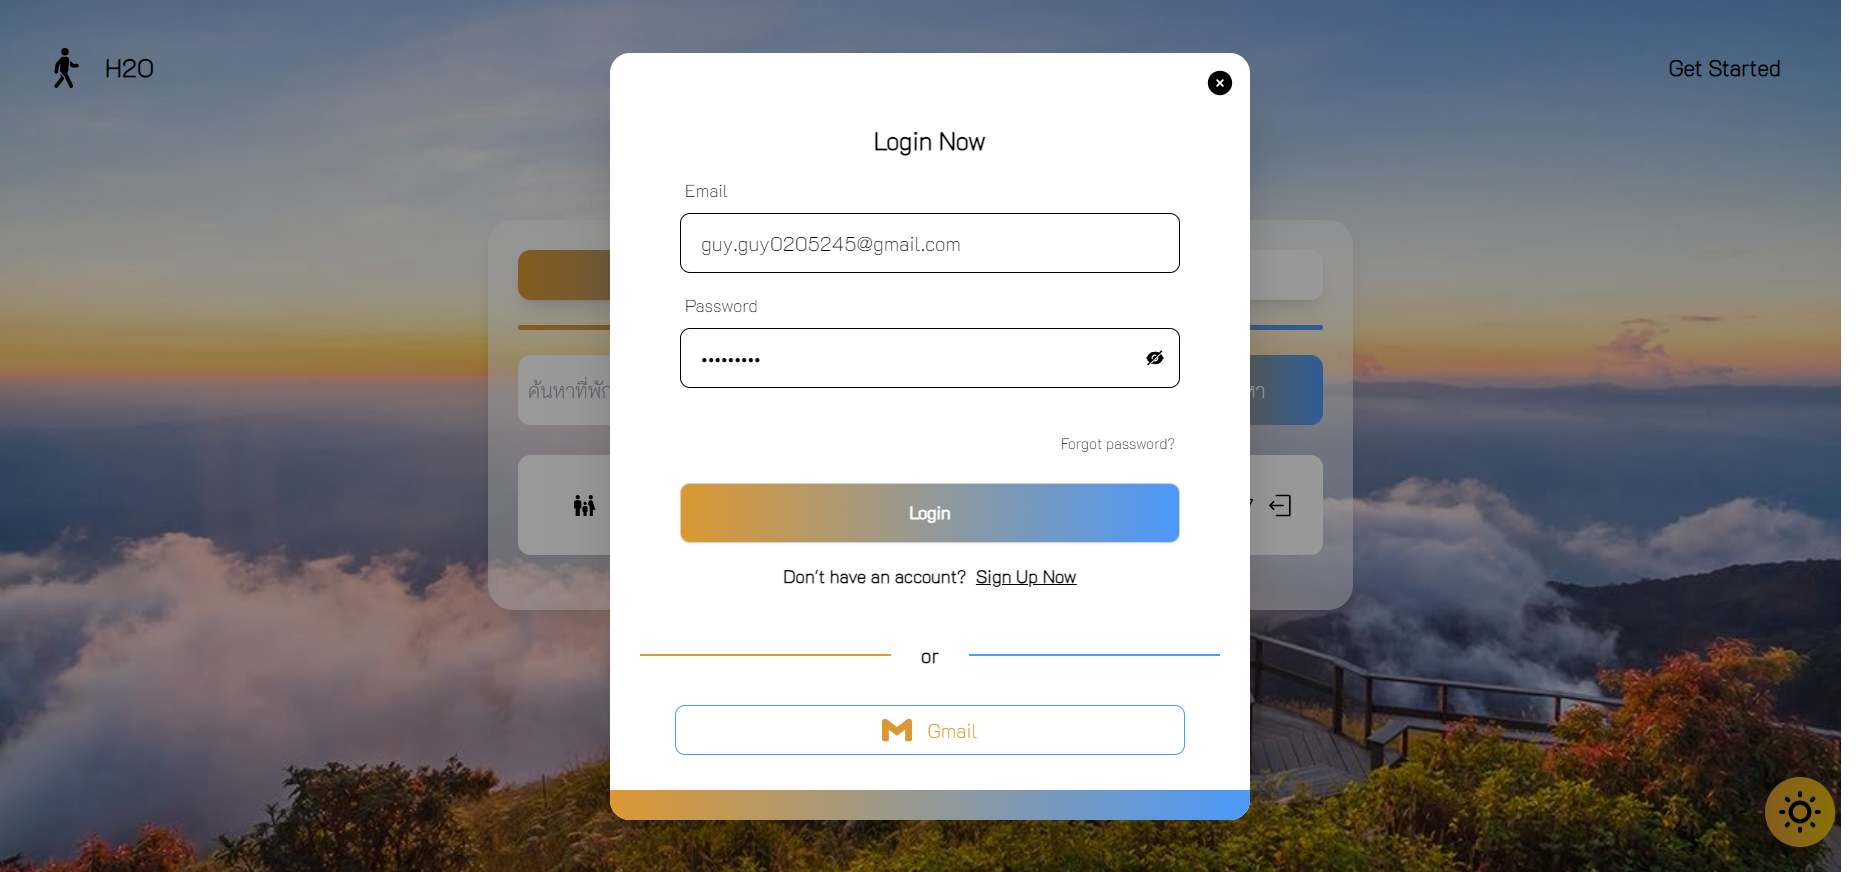 H2O
Get Started
Login Now
Email
guy.guy0205245@gmail.com
Password
•••••••••
Forgot password?
Login
Don't have an account? Sign Up Now
or
Gmail
ค้นหาที่พัก